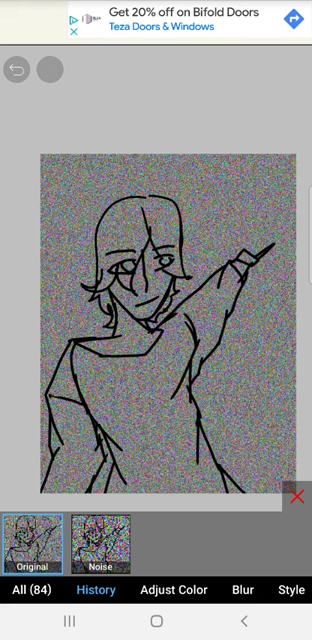 Get 20% off on Bifold Doors
Teza Doors & Windows
Original
Noise
All (84)
History
Adjust Color
Blur
Style